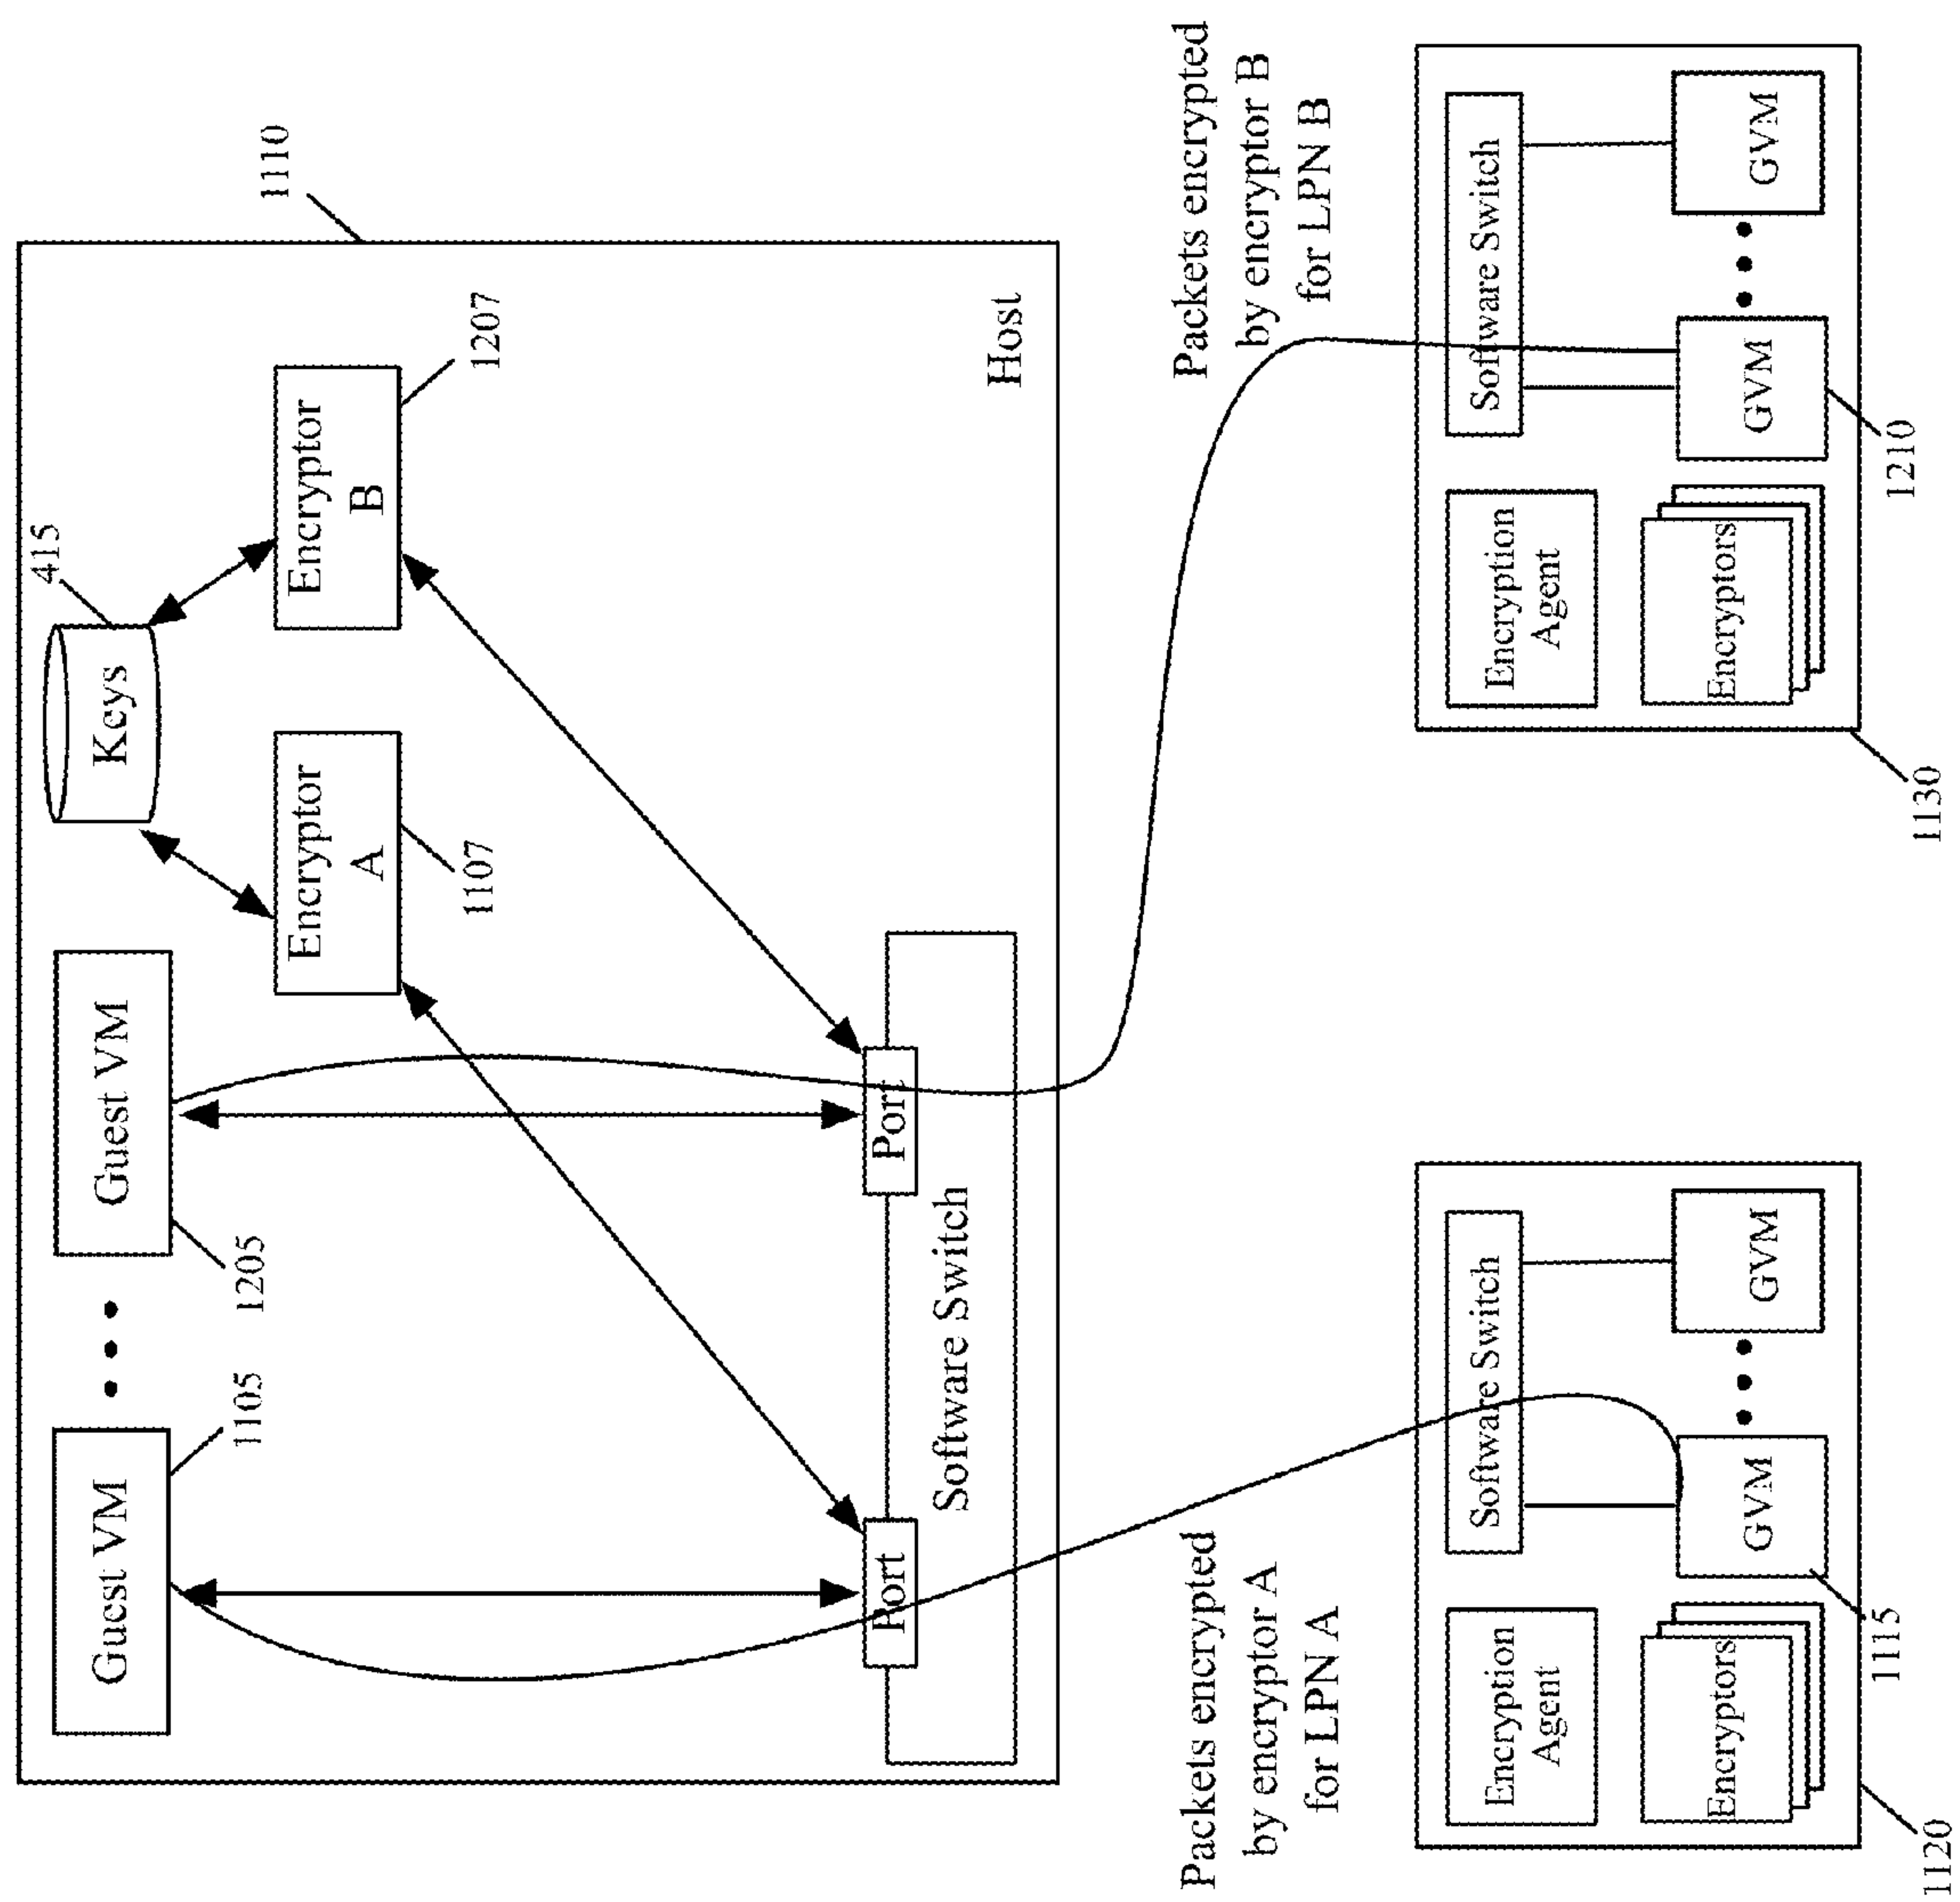 1110
415
Keys
Guest VM
1105
Guest VM
1205
Encryptor
A
1107
Encryptor
B
1207
Port
Port
Software Switch
Host
Packets encrypted
by encryptor A
for LPN A
Packets encrypted
by encryptor B
for LPN B
Encryption
Agent
Software Switch
Encryptors
GVM
GVM
1115
1120
Encryption
Agent
Software Switch
Encryptors
GVM
GVM
1210
1130